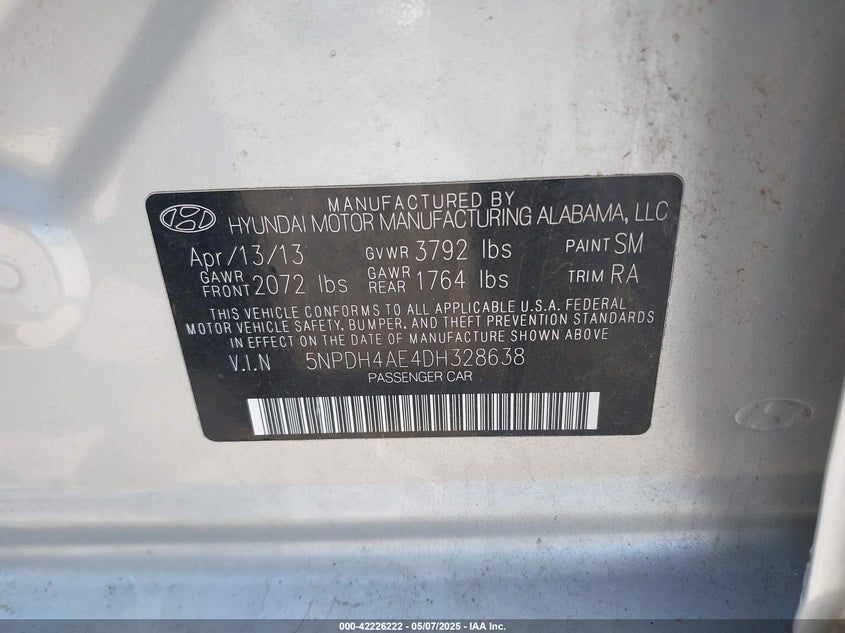 MANUFACTURED BY
HYUNDAI MOTOR MANUFACTURING ALABAMA, LLC
Apr/13/13 GVWR 3792 lbs PAINT SM
GAWR FRONT 2072 lbs GAWR REAR 1764 lbs TRIM RA
THIS VEHICLE CONFORMS TO ALL APPLICABLE U.S.A. FEDERAL
MOTOR VEHICLE SAFETY, BUMPER, AND THEFT PREVENTION STANDARDS
IN EFFECT ON THE DATE OF MANUFACTURE SHOWN ABOVE
V.I.N 5NPDH4AE4DH328638
PASSENGER CAR
000-42226222 - 05/07/2025 - IAA Inc.